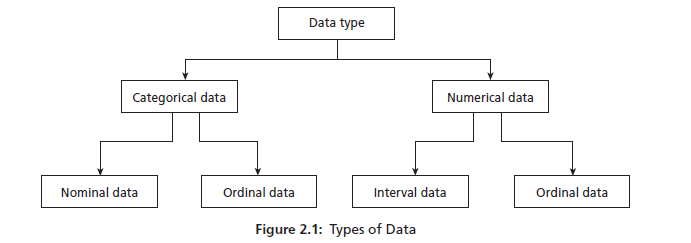 Data type
Categorical data
Numerical data
Nominal data
Ordinal data
Interval data
Ordinal data
Figure 2.1: Types of Data